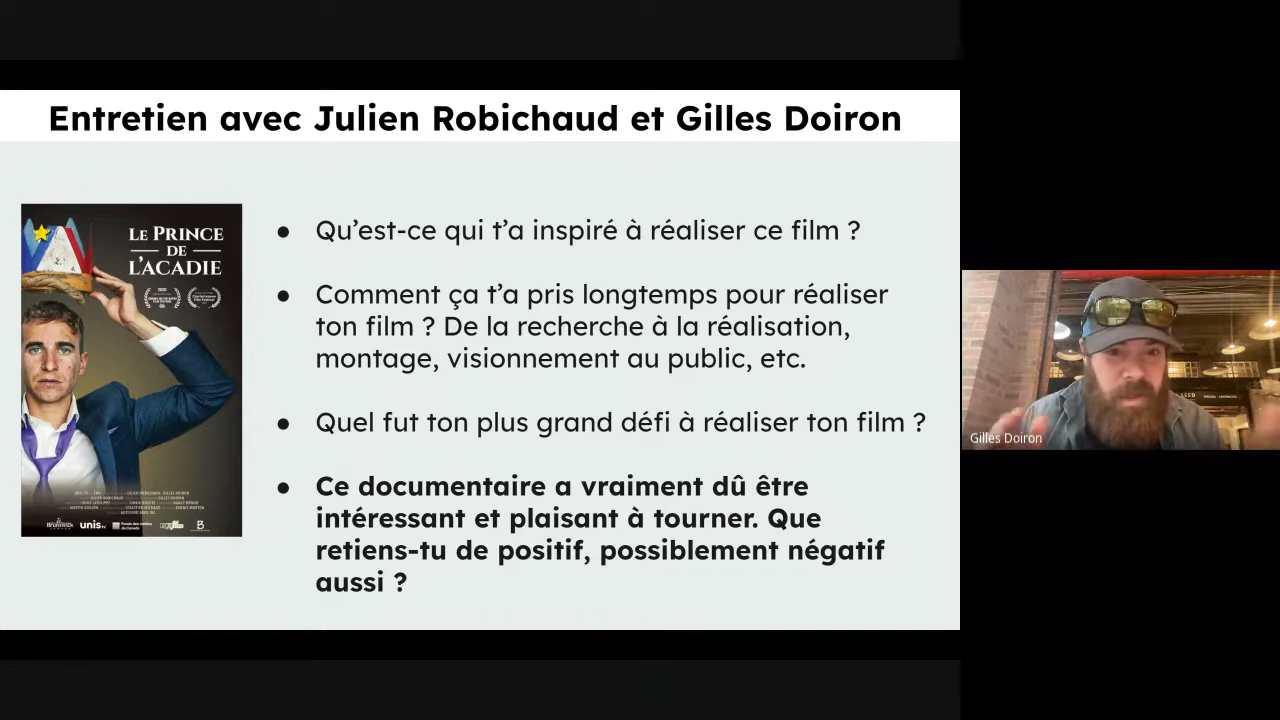 Entretien avec Julien Robichaud et Gilles Doiron
LE PRINCE
DE
L'ACADIE
unis.tv
● Qu’est-ce qui t’a inspiré à réaliser ce film ?
● Comment ça t’a pris longtemps pour réaliser
ton film ? De la recherche à la réalisation,
montage, visionnement au public, etc.
● Quel fut ton plus grand défi à réaliser ton film ?
● Ce documentaire a vraiment dû être
intéressant et plaisant à tourner. Que
retiens-tu de positif, possiblement négatif
aussi ?
Gilles Doiron